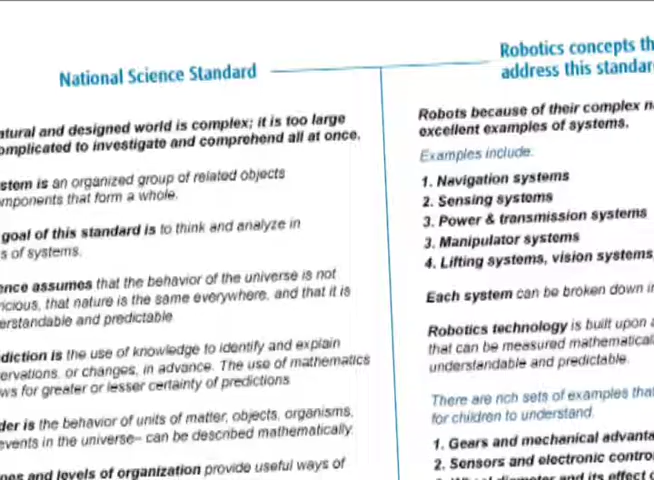 National Science Standard
atural and designed world is complex; it is too large
omplicated to investigate and comprehend all at once.
stem is an organized group of related objects
mponents that form a whole.
goal of this standard is to think and analyze in
s of systems.
ence assumes that the behavior of the universe is not
ricious, that nature is the same everywhere, and that it is
erstandable and predictable
diction is the use of knowledge to identify and explain
ervations, or changes, in advance. The use of mathematics
ws for greater or lesser certainty of predictions
der is the behavior of units of matter, objects, organisms,
events in the universe– can be described mathematically.
pes and levels of organization provide useful ways of
Robotics concepts th
address this standar
Robots because of their complex n
excellent examples of systems.
Examples include:
1. Navigation systems
2. Sensing systems
3. Power & transmission systems
3. Manipulator systems
4. Lifting systems, vision systems
Each system can be broken down i
Robotics technology is built upon a
that can be measured mathematical
understandable and predictable.
There are rich sets of examples that
for children to understand.
1. Gears and mechanical advanta
2. Sensors and electronic contro
3. Wheel diameter and its effect o